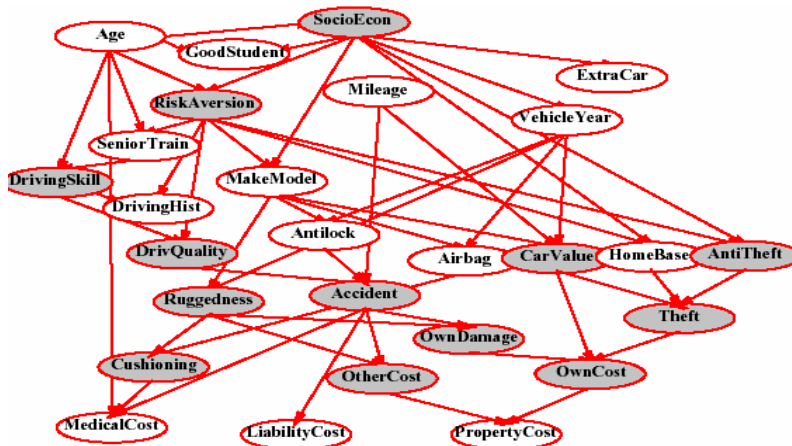 SocioEcon
Age
GoodStudent
ExtraCar
Mileage
RiskAversion
VehicleYear
SeniorTrain
DrivingSkill
MakeModel
DrivingHist
Antilock
DrivQuality
Airbag
CarValue
HomeBase
AntiTheft
Ruggedness
Accident
Theft
OwnDamage
Cushioning
OtherCost
OwnCost
MedicalCost
LiabilityCost
PropertyCost